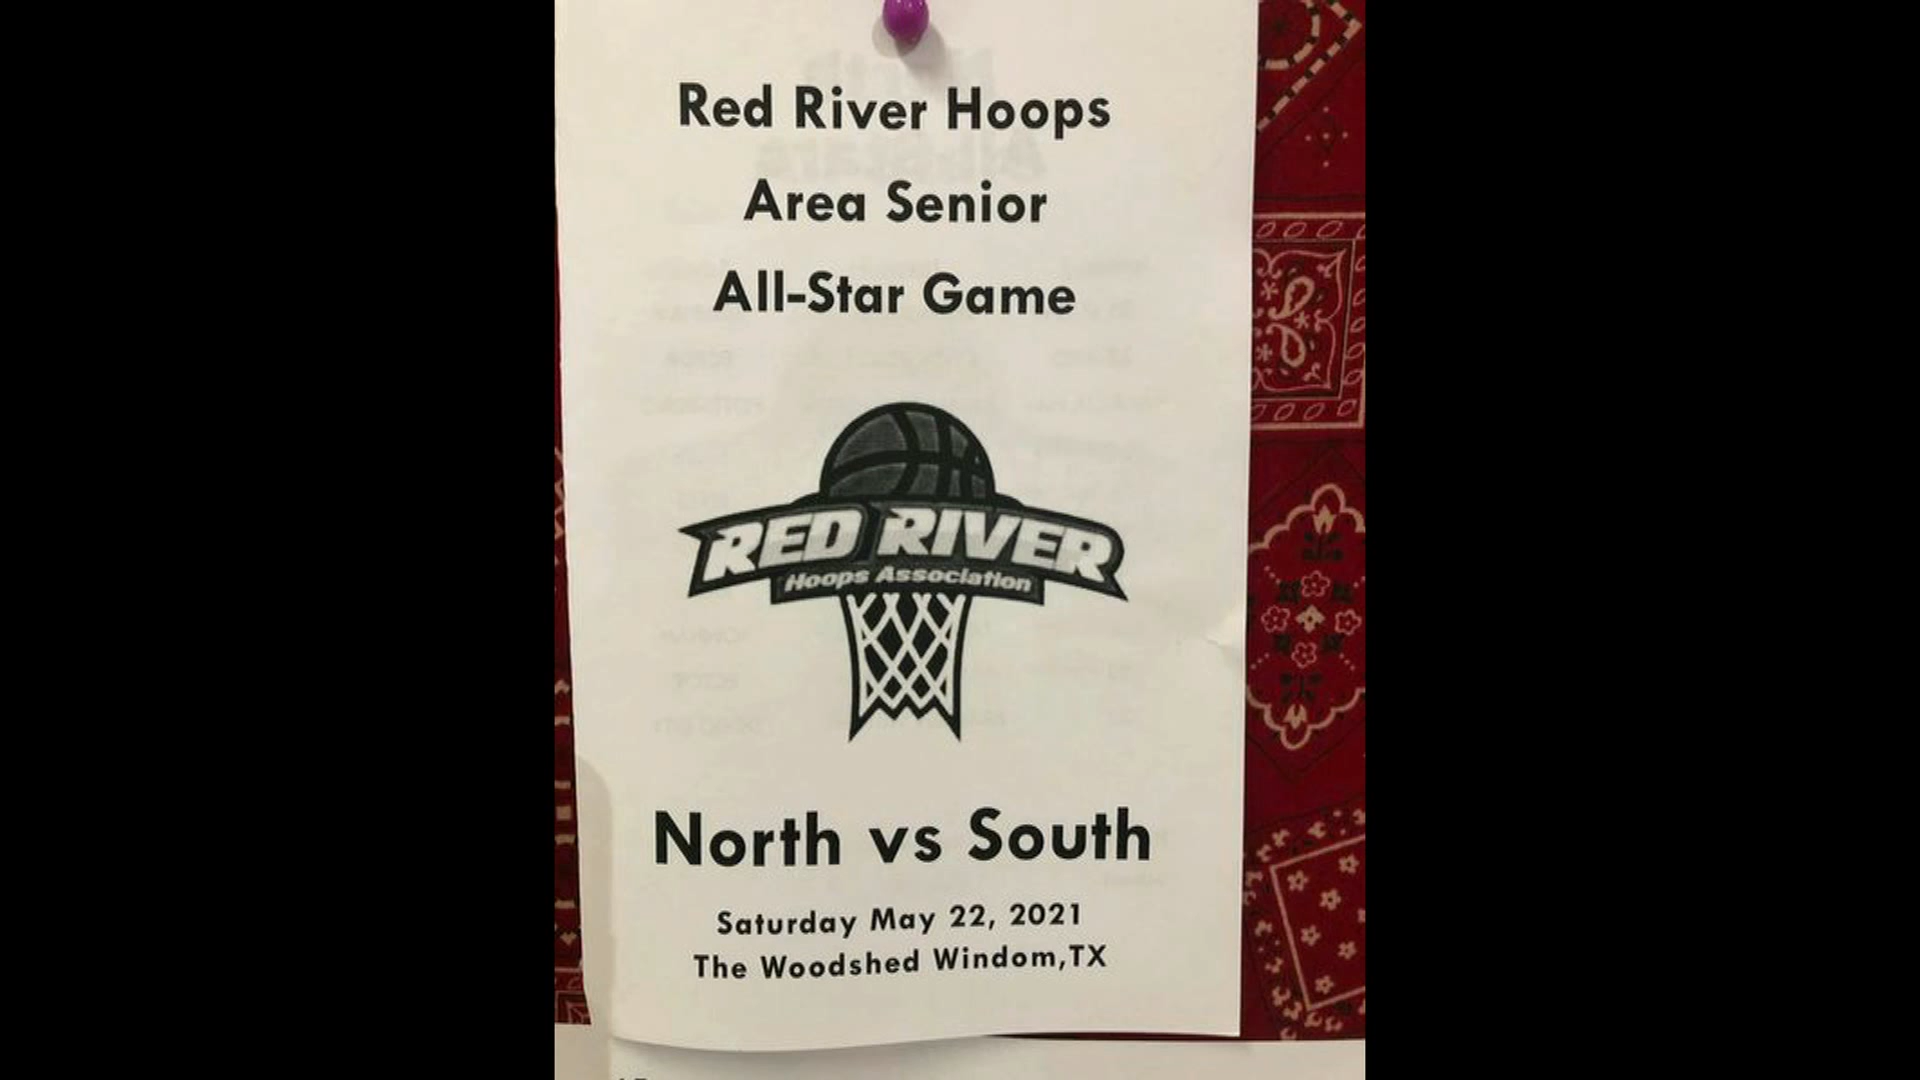 Red River Hoops
Area Senior
All-Star Game
RED RIVER
Hoops Association
North vs South
Saturday May 22, 2021
The Woodshed Windom,TX